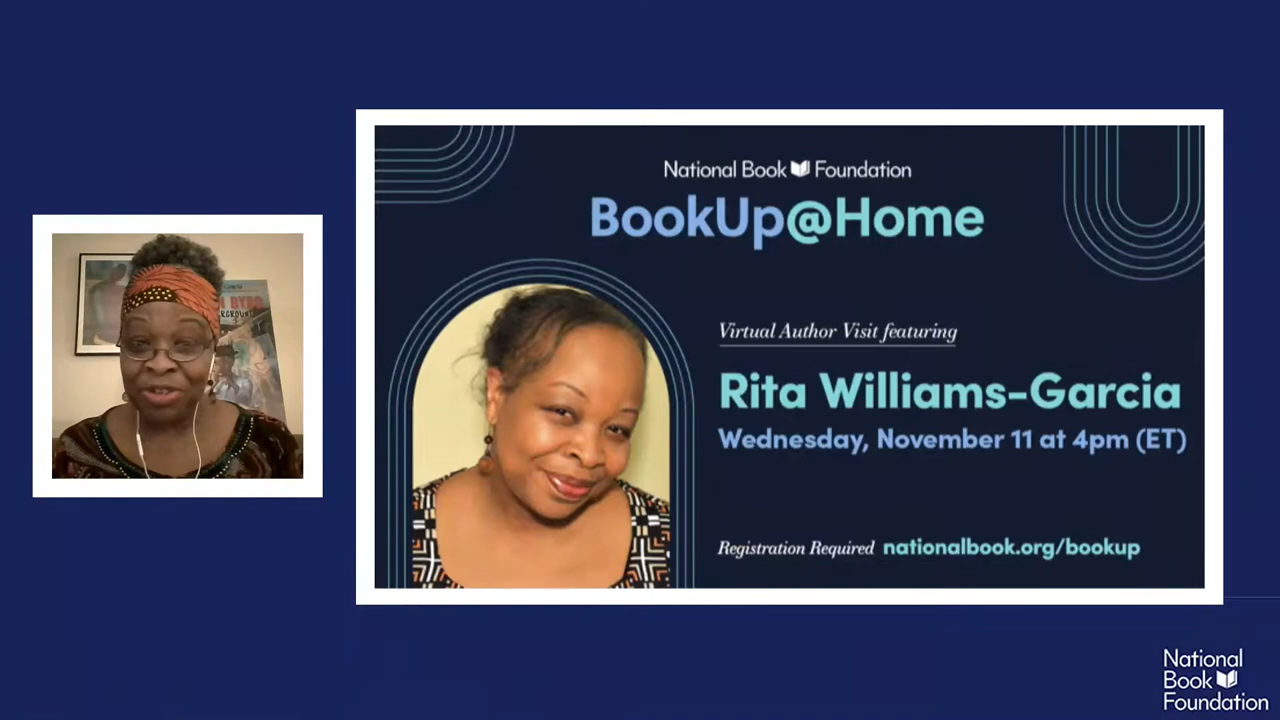 National Book Foundation
BookUp@Home
Virtual Author Visit featuring
Rita Williams-Garcia
Wednesday, November 11 at 4pm (ET)
Registration Required nationalbook.org/bookup
National
Book
Foundation